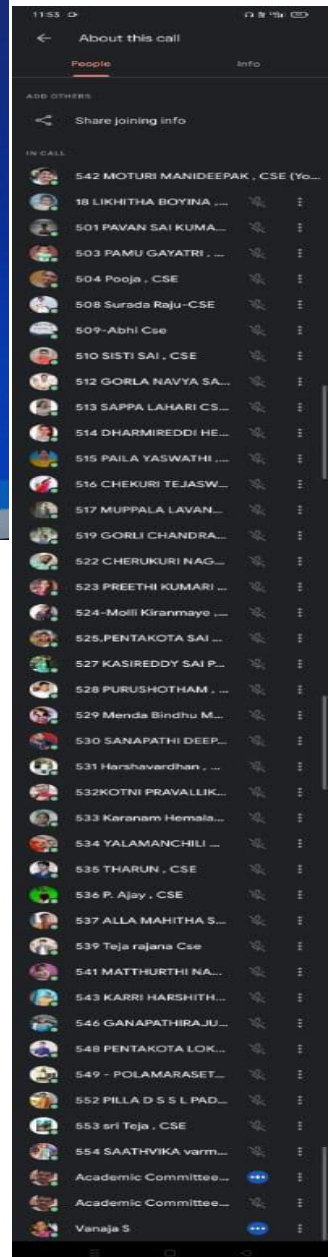 11:53
About this call
People Info
ADD OTHERS
Share joining info
IN CALL
542 MOTURI MANIDEEPAK , CSE (Yo...
18 LIKHITHA BOYINA ,...
501 PAVAN SAI KUMA...
503 PAMU GAYATRI , ...
504 Pooja , CSE
508 Surada Raju-CSE
509-Abhi Cse
510 SISTI SAI , CSE
512 GORLA NAVYA SA...
513 SAPPA LAHARI CS...
514 DHARMIREDDI HE...
515 PAILA YASWATHI ,...
516 CHEKURI TEJASW...
517 MUPPALA LAVAN...
519 GORLI CHANDRA...
522 CHERUKURI NAG...
523 PREETHI KUMARI ...
524-Molli Kiranmaye ,...
525,PENTAKOTA SAI ...
527 KASIREDDY SAI P...
528 PURUSHOTHAM , ...
529 Menda Bindhu M...
530 SANAPATHI DEEP...
531 Harshavardhan , ...
532KOTNI PRAVALLIK...
533 Karanam Hemala...
534 YALAMANCHILI ...
535 THARUN , CSE
536 P. Ajay , CSE
537 ALLA MAHITHA S...
539 Teja rajana Cse
541 MATTHURTHI NA...
543 KARRI HARSHITH...
546 GANAPATHIRAJU...
548 PENTAKOTA LOK...
549 - POLAMARASET...
552 PILLA D S S L PAD...
553 sri Teja , CSE
554 SAATHVIKA varm...
Academic Committee...
Academic Committee...
Vanaja S